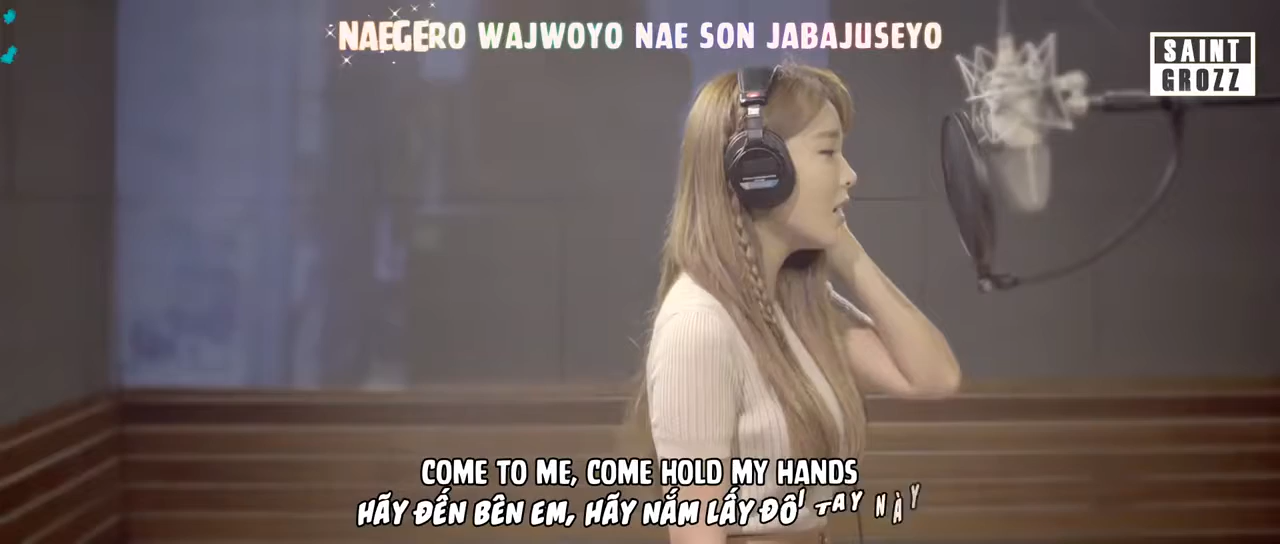 NAEGERO WAJWOYO NAE SON JABAJUSEYO
SAINT
GROZZ
COME TO ME, COME HOLD MY HANDS
HÃY ĐẾN BÊN EM, HÃY NẮM LẤY ĐÔI TAY NÀY